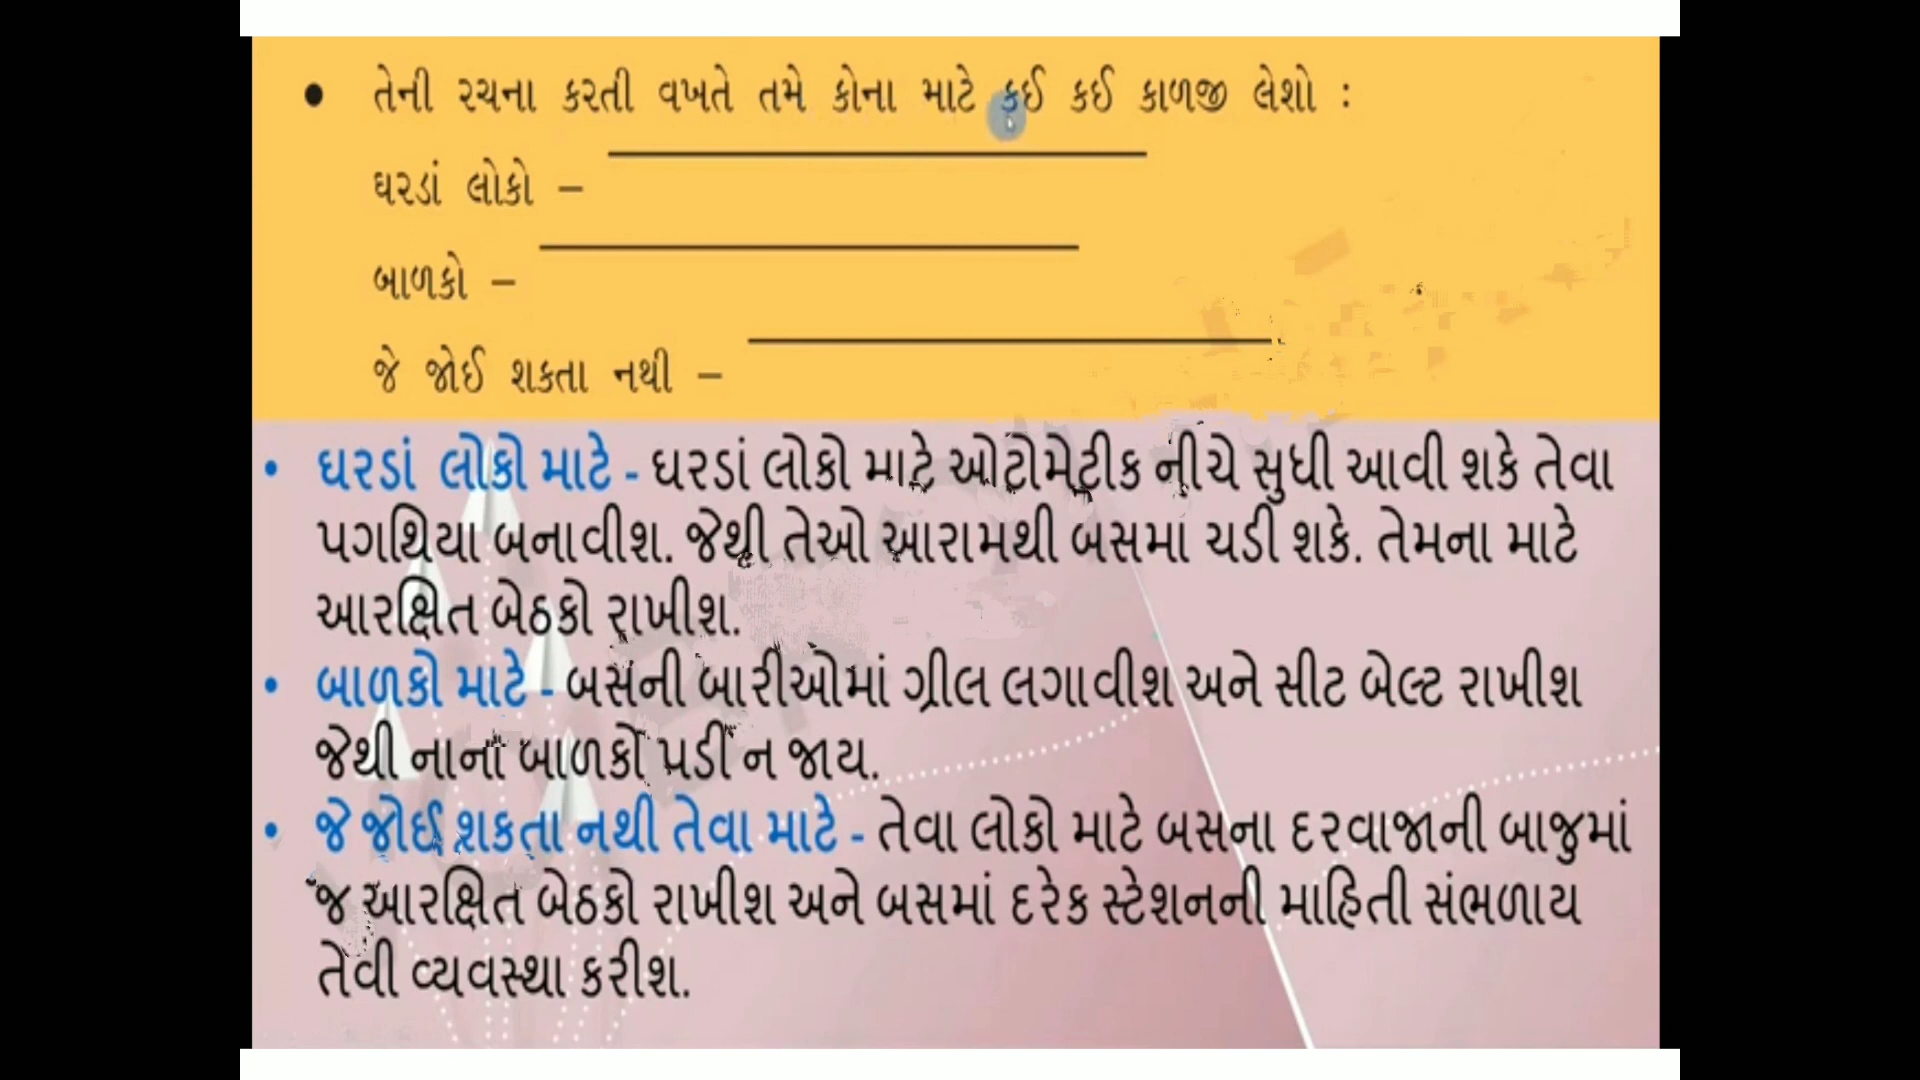 • તેની રચના કરતી વખતે તમે કોના માટે કઈ કઈ કાળજી લેશો :
ઘરડાં લોકો –
બાળકો –
જે જોઈ શકતા નથી –
• ઘરડાં લોકો માટે - ઘરડાં લોકો માટે ઓટોમેટીક નીચે સુધી આવી શકે તેવા
પગથિયા બનાવીશ. જેથી તેઓ આરામથી બસમાં ચડી શકે. તેમના માટે
આરક્ષિત બેઠકો રાખીશ.
• બાળકો માટે - બસની બારીઓમાં ગ્રીલ લગાવીશ અને સીટ બેલ્ટ રાખીશ
જેથી નાના બાળકો પડી ન જાય.
• જે જોઈ શકતા નથી તેવા માટે - તેવા લોકો માટે બસના દરવાજાની બાજુમાં
જ આરક્ષિત બેઠકો રાખીશ અને બસમાં દરેક સ્ટેશનની માહિતી સંભળાય
તેવી વ્યવસ્થા કરીશ.